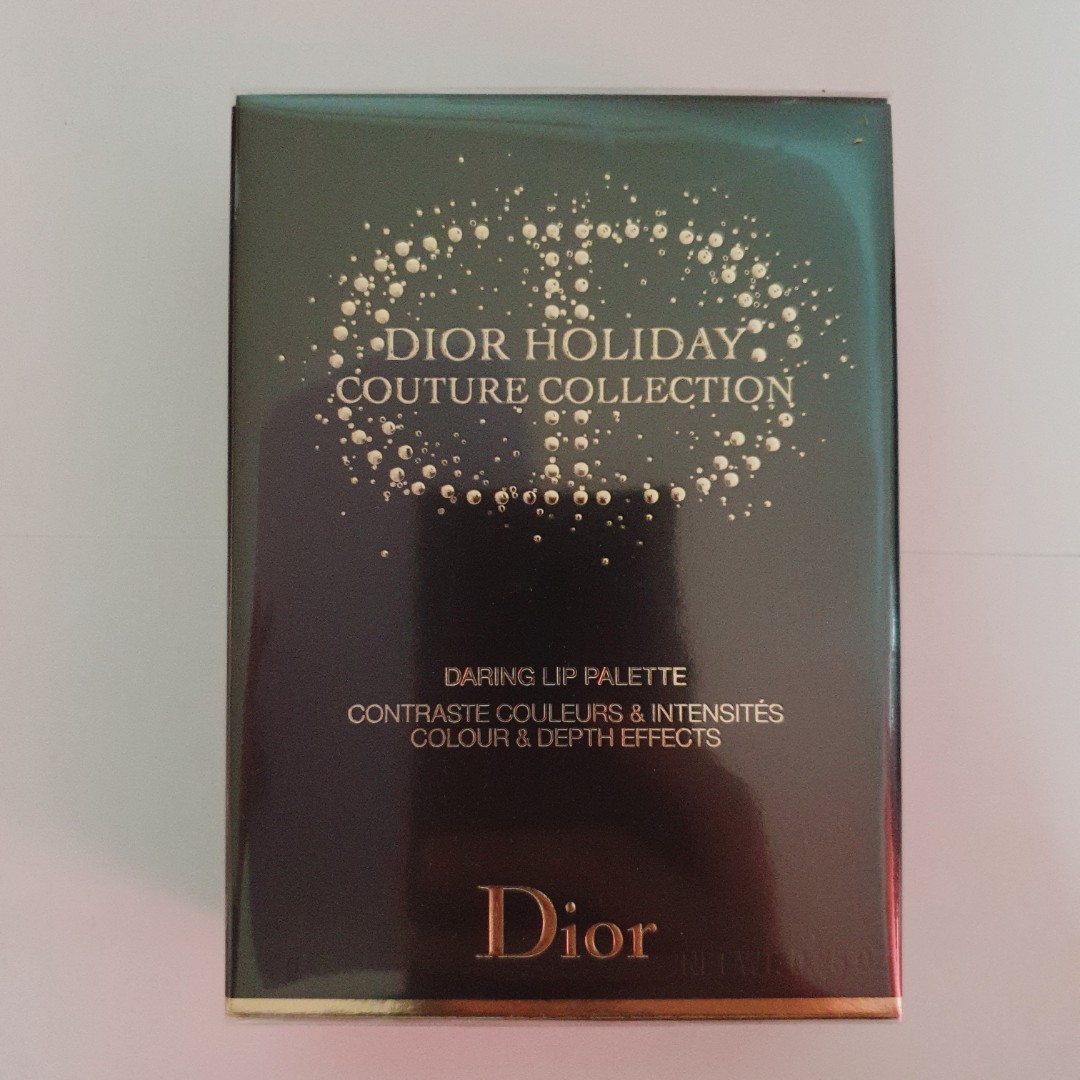 DIOR HOLIDAY
COUTURE COLLECTION
DARING LIP PALETTE
CONTRASTE COULEURS & INTENSITÉS
COLOUR & DEPTH EFFECTS
Dior